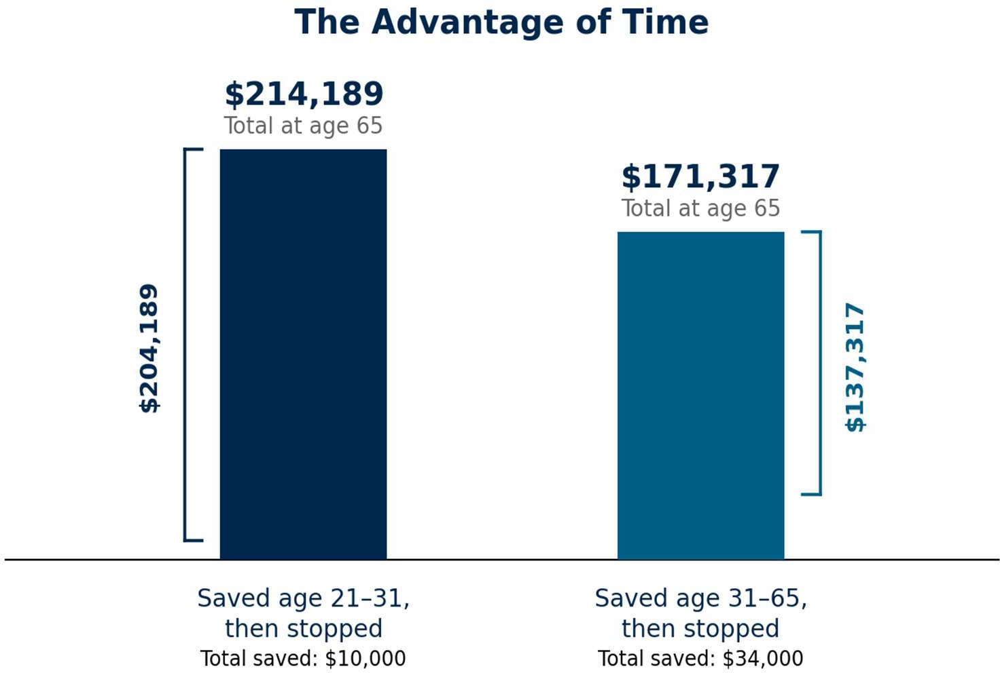 The Advantage of Time
$214,189
Total at age 65
$204,189
$171,317
Total at age 65
$137,317
Saved age 21–31,
then stopped
Total saved: $10,000
Saved age 31–65,
then stopped
Total saved: $34,000